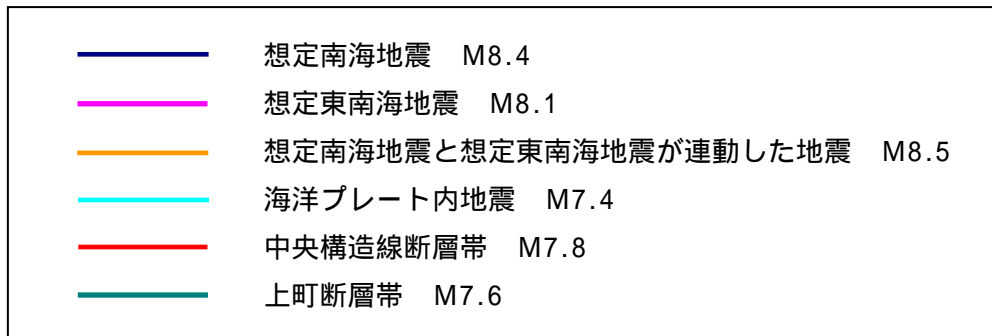 想定南海地震　M8.4
想定東南海地震　M8.1
想定南海地震と想定東南海地震が連動した地震　M8.5
海洋プレート内地震　M7.4
中央構造線断層帯　M7.8
上町断層帯　M7.6